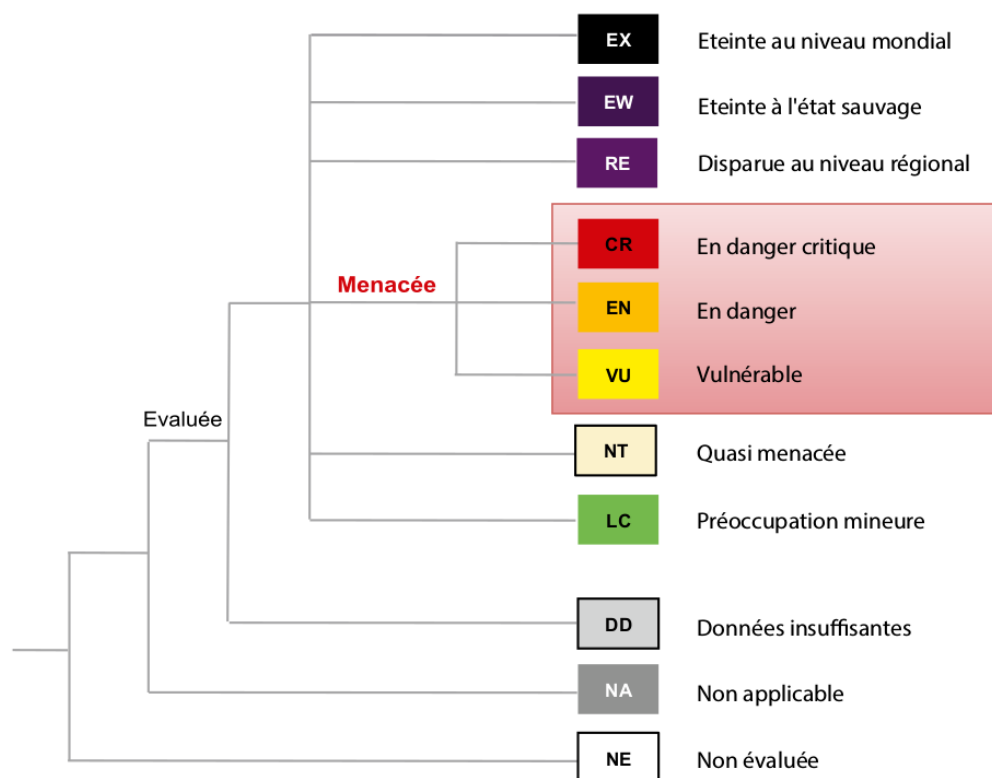 EX Eteinte au niveau mondial
EW Eteinte à l'état sauvage
RE Disparue au niveau régional
CR En danger critique
Menacée
EN En danger
VU Vulnérable
Evaluée
NT Quasi menacée
LC Préoccupation mineure
DD Données insuffisantes
NA Non applicable
NE Non évaluée